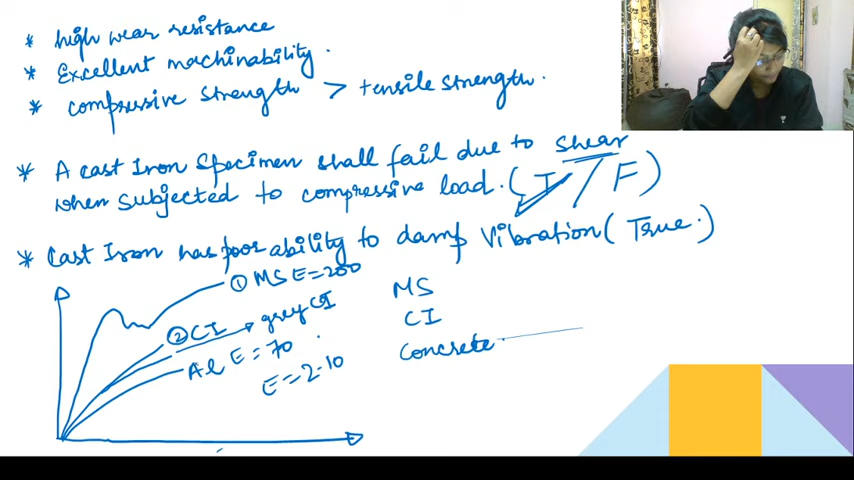 * high wear resistance
* Excellent machinability.
* compressive strength > tensile strength.
* A cast Iron specimen shall fail due to shear
when subjected to compressive load. (T/F)
* Cast Iron has poor ability to damp vibration (True.)
① MS E=200
② CI → grey CI
Al E=70
E=2-10
MS
CI
Concrete